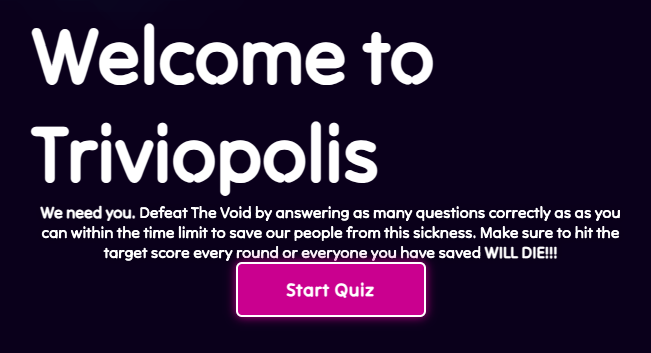 Welcome to
Triviopolis
We need you. Defeat The Void by answering as many questions correctly as as you
can within the time limit to save our people from this sickness. Make sure to hit the
target score every round or everyone you have saved WILL DIE!!!
Start Quiz